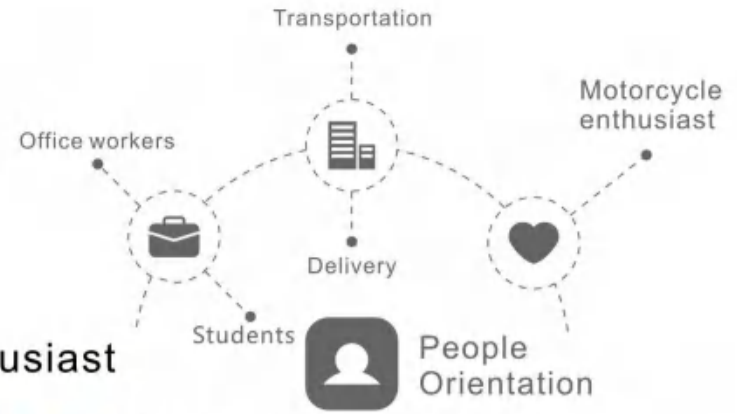 Transportation
Motorcycle
enthusiast
Office workers
Delivery
Students
usiast
People
Orientation